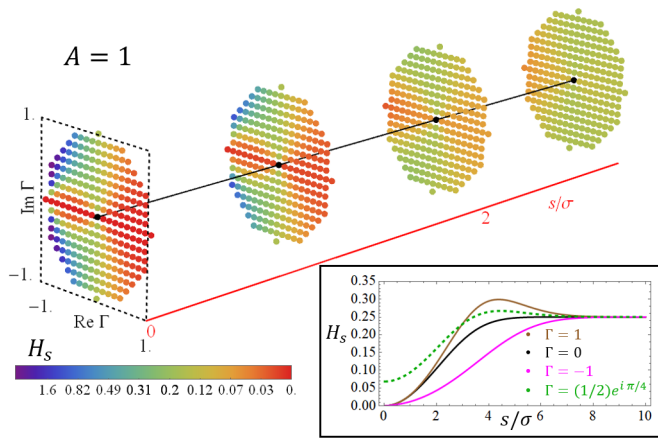 A = 1
1.
Im Γ
−1.
−1.
Re Γ
1.
0
2
s/σ
H_s
1.6 0.82 0.49 0.31 0.2 0.12 0.07 0.03 0.
0.35
0.30
0.25
0.20
0.15
0.10
0.05
0.00
H_s
Γ = 1
Γ = 0
Γ = −1
Γ = (1/2)e^{i π/4}
0 2 4 6 8 10
s/σ